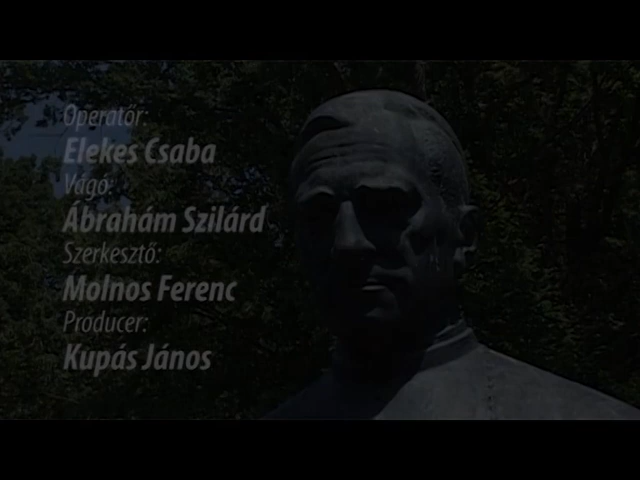 Operatőr:
Elekes Csaba
Vágó:
Ábrahám Szilárd
Szerkesztő:
Molnos Ferenc
Producer:
Kupás János